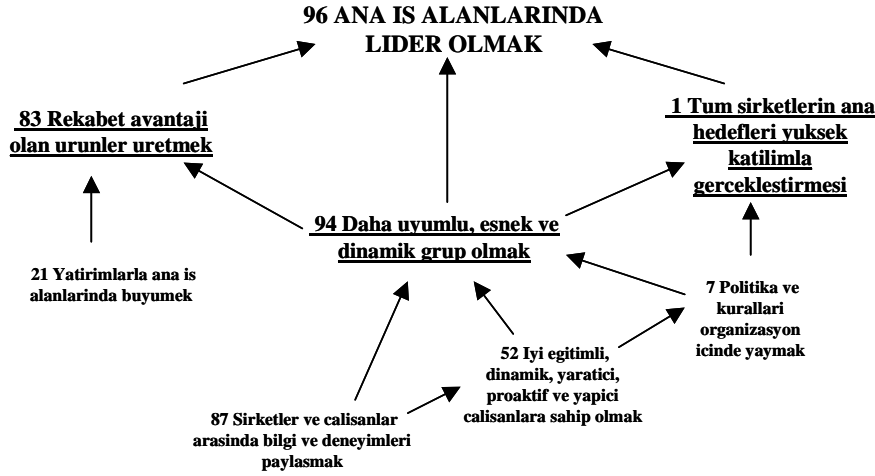 96 ANA IS ALANLARINDA
LIDER OLMAK
83 Rekabet avantaji
olan urunler uretmek
1 Tum sirketlerin ana
hedefleri yuksek
katilimla
gerceklestirmesi
94 Daha uyumlu, esnek ve
dinamik grup olmak
21 Yatirimlarla ana is
alanlarinda buyumek
7 Politika ve
kurallari
organizasyon
icinde yaymak
52 Iyi egitimli,
dinamik, yaratici,
proaktif ve yapici
calisanlara sahip olmak
87 Sirketler ve calisanlar
arasinda bilgi ve deneyimleri
paylasmak